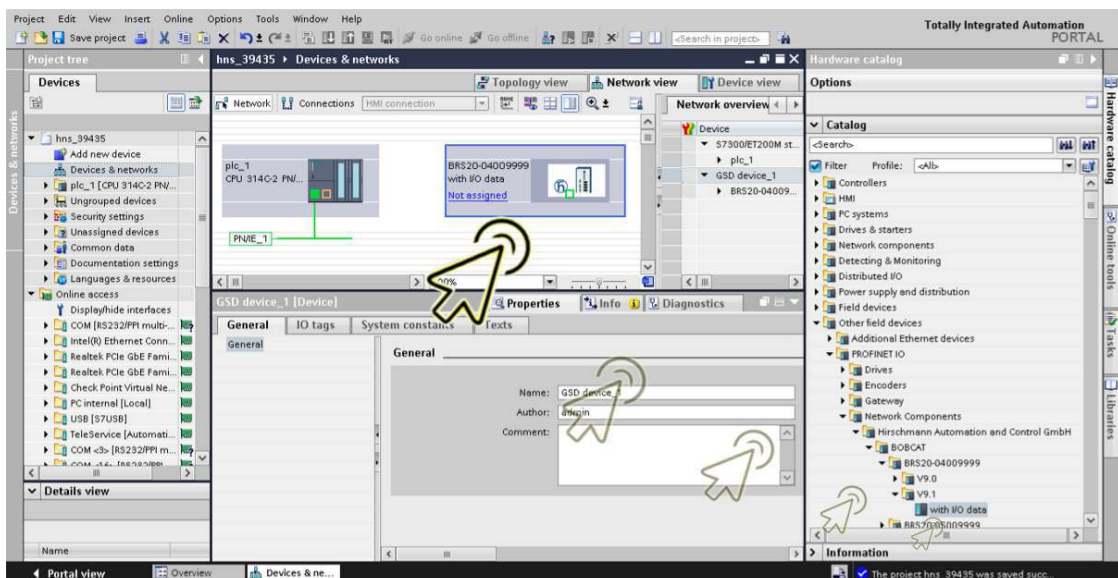 Project Edit View Insert Online Options Tools Window Help
Totally Integrated Automation
PORTAL
Save project Go online Go offline <Search in project>
Project tree
hns_39435 Devices & networks
Hardware catalog
Devices
Topology view Network view Device view
Options
Network Connections HMI connection
Network overview
Devices & networks
hns_39435
Add new device
Devices & networks
plc_1 [CPU 314C-2 PN/...
Ungrouped devices
Security settings
Unassigned devices
Common data
Documentation settings
Languages & resources
Online access
Display/hide interfaces
COM [RS232/PPI multi-...
Intel(R) Ethernet Conn...
Realtek PCIe GbE Fami...
Realtek PCIe GbE Fami...
Check Point Virtual Ne...
PC internal [Local]
USB [S7USB]
TeleService [Automati...
COM <3> [RS232/PPI m...
COM <16> [RS232/PPI...
Details view
Name
plc_1
CPU 314C-2 PN/...
BRS20-04009999
with I/O data
Not assigned
PN/IE_1
Device
S7300/ET200M st...
plc_1
GSD device_1
BRS20-04009...
GSD device_1 [Device]
Properties Info Diagnostics
General IO tags System constants Texts
General
General
Name: GSD device_1
Author: admin
Comment:
Catalog
<Search>
Filter Profile: <All>
Controllers
HMI
PC systems
Drives & starters
Network components
Detecting & Monitoring
Distributed I/O
Power supply and distribution
Field devices
Other field devices
Additional Ethernet devices
PROFINET IO
Drives
Encoders
Gateway
Network Components
Hirschmann Automation and Control GmbH
BOBCAT
BRS20-04009999
V9.0
V9.1
with I/O data
BRS20-05009999
Information
Hardware catalog
Online tools
Tasks
Libraries
Portal view Overview Devices & ne...
The project hns_39435 was saved succ...